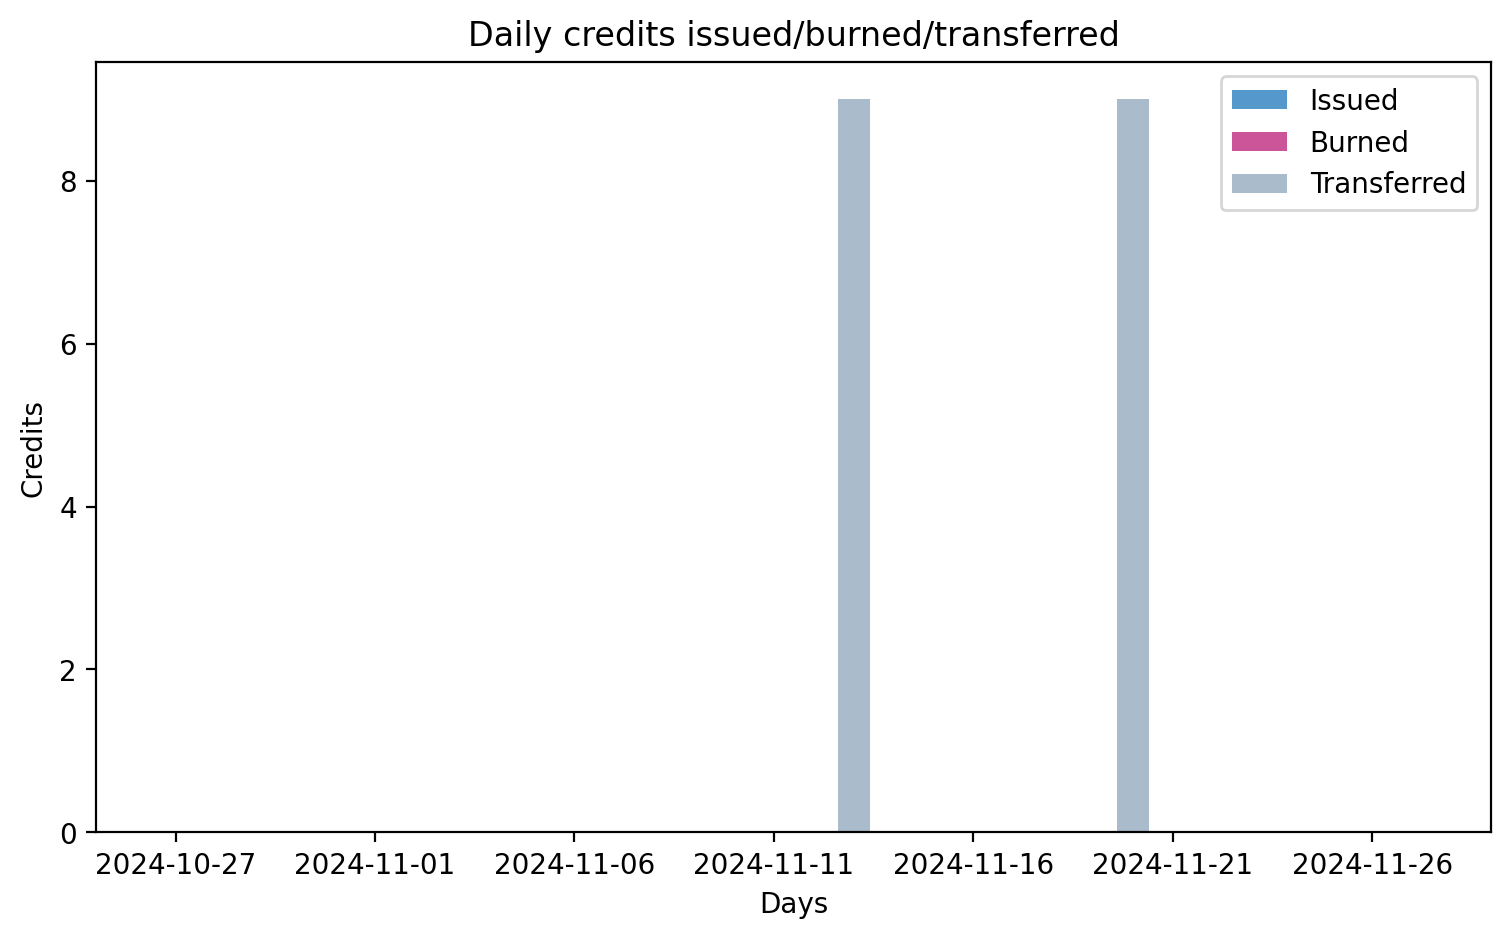 Daily credits issued/burned/transferred
Issued
Burned
Transferred
8
6
4
2
0
Credits
2024-10-27 2024-11-01 2024-11-06 2024-11-11 2024-11-16 2024-11-21 2024-11-26
Days